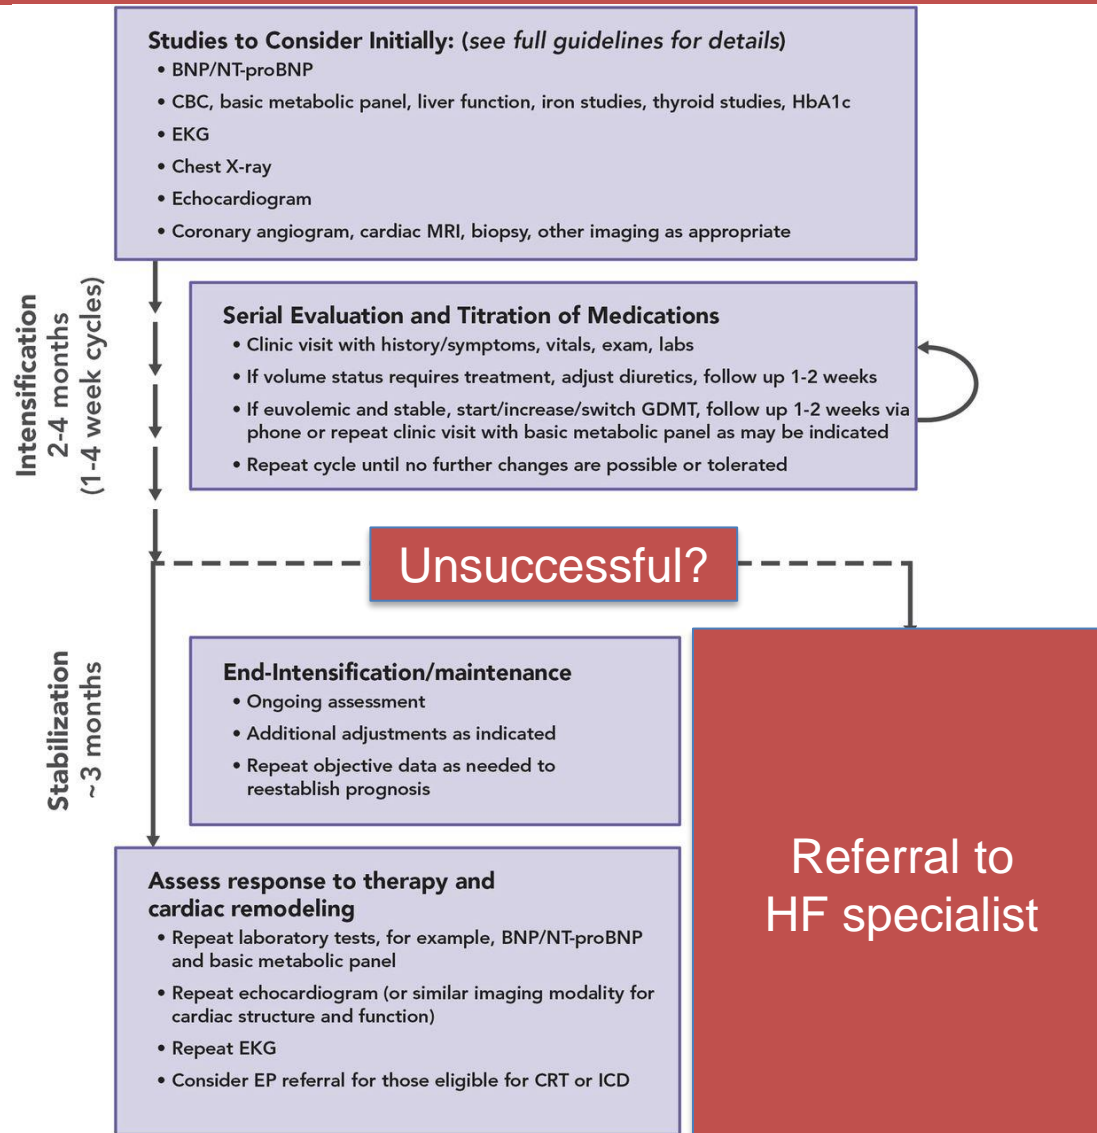 Studies to Consider Initially: (see full guidelines for details)
• BNP/NT-proBNP
• CBC, basic metabolic panel, liver function, iron studies, thyroid studies, HbA1c
• EKG
• Chest X-ray
• Echocardiogram
• Coronary angiogram, cardiac MRI, biopsy, other imaging as appropriate
Intensification
2-4 months
(1-4 week cycles)
Serial Evaluation and Titration of Medications
• Clinic visit with history/symptoms, vitals, exam, labs
• If volume status requires treatment, adjust diuretics, follow up 1-2 weeks
• If euvolemic and stable, start/increase/switch GDMT, follow up 1-2 weeks via
phone or repeat clinic visit with basic metabolic panel as may be indicated
• Repeat cycle until no further changes are possible or tolerated
Unsuccessful?
Stabilization
~3 months
End-Intensification/maintenance
• Ongoing assessment
• Additional adjustments as indicated
• Repeat objective data as needed to
reestablish prognosis
Assess response to therapy and
cardiac remodeling
• Repeat laboratory tests, for example, BNP/NT-proBNP
and basic metabolic panel
• Repeat echocardiogram (or similar imaging modality for
cardiac structure and function)
• Repeat EKG
• Consider EP referral for those eligible for CRT or ICD
Referral to
HF specialist